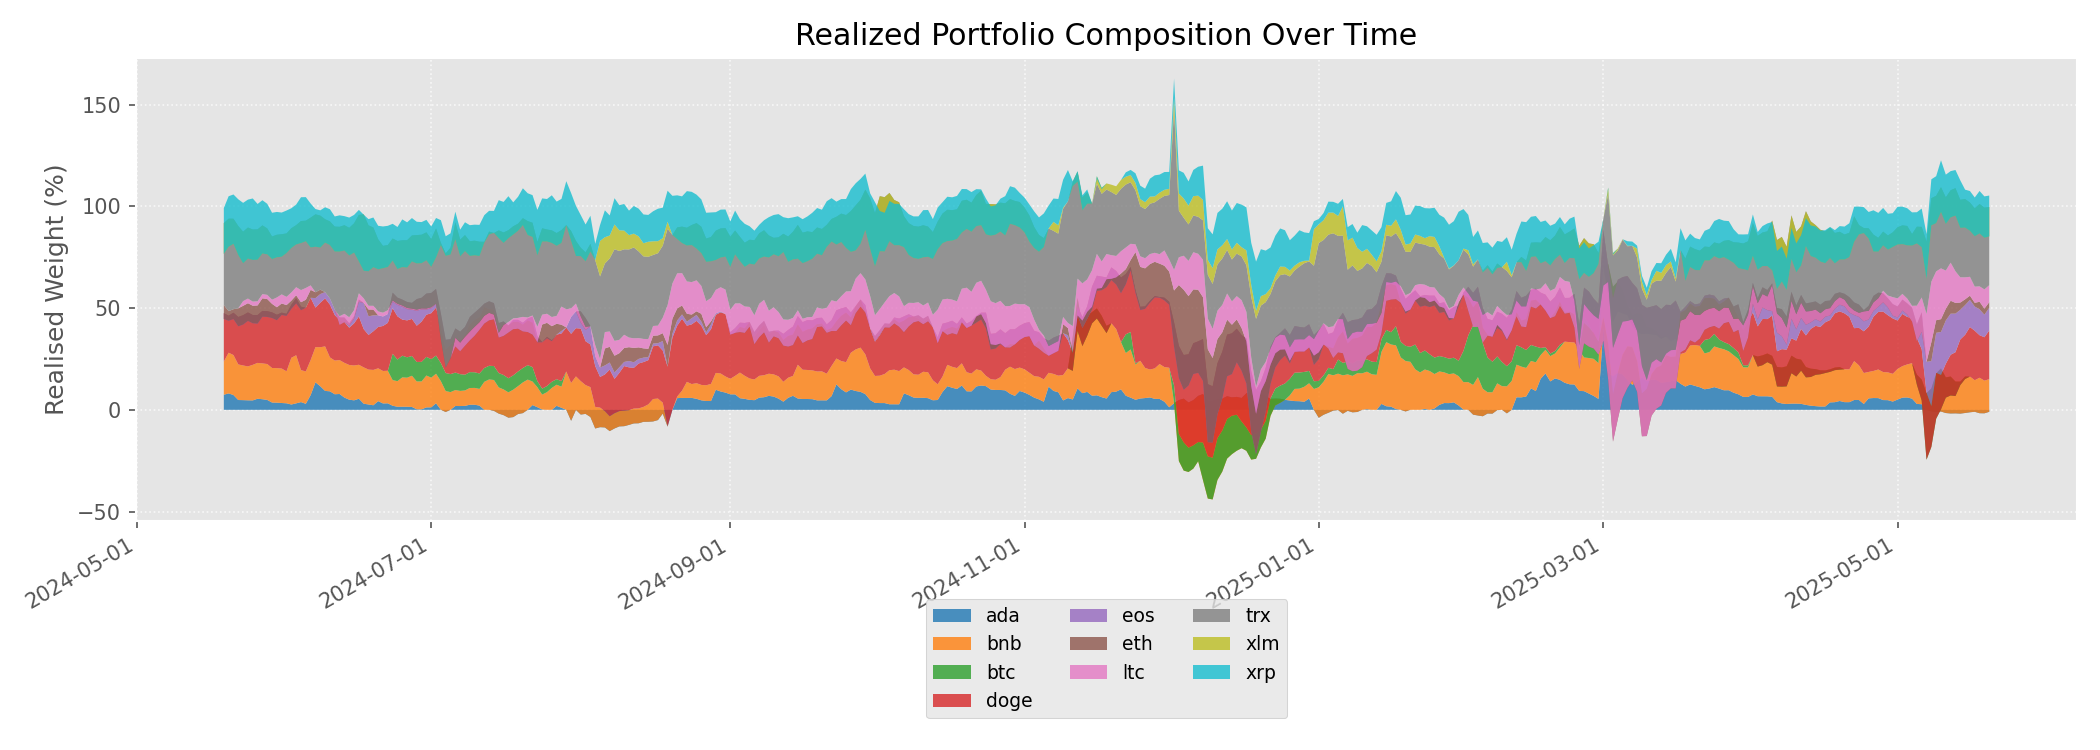 Realized Portfolio Composition Over Time
Realised Weight (%)
150
100
50
0
−50
2024-05-01
2024-07-01
2024-09-01
2024-11-01
2025-01-01
2025-03-01
2025-05-01
ada
bnb
btc
doge
eos
eth
ltc
trx
xlm
xrp